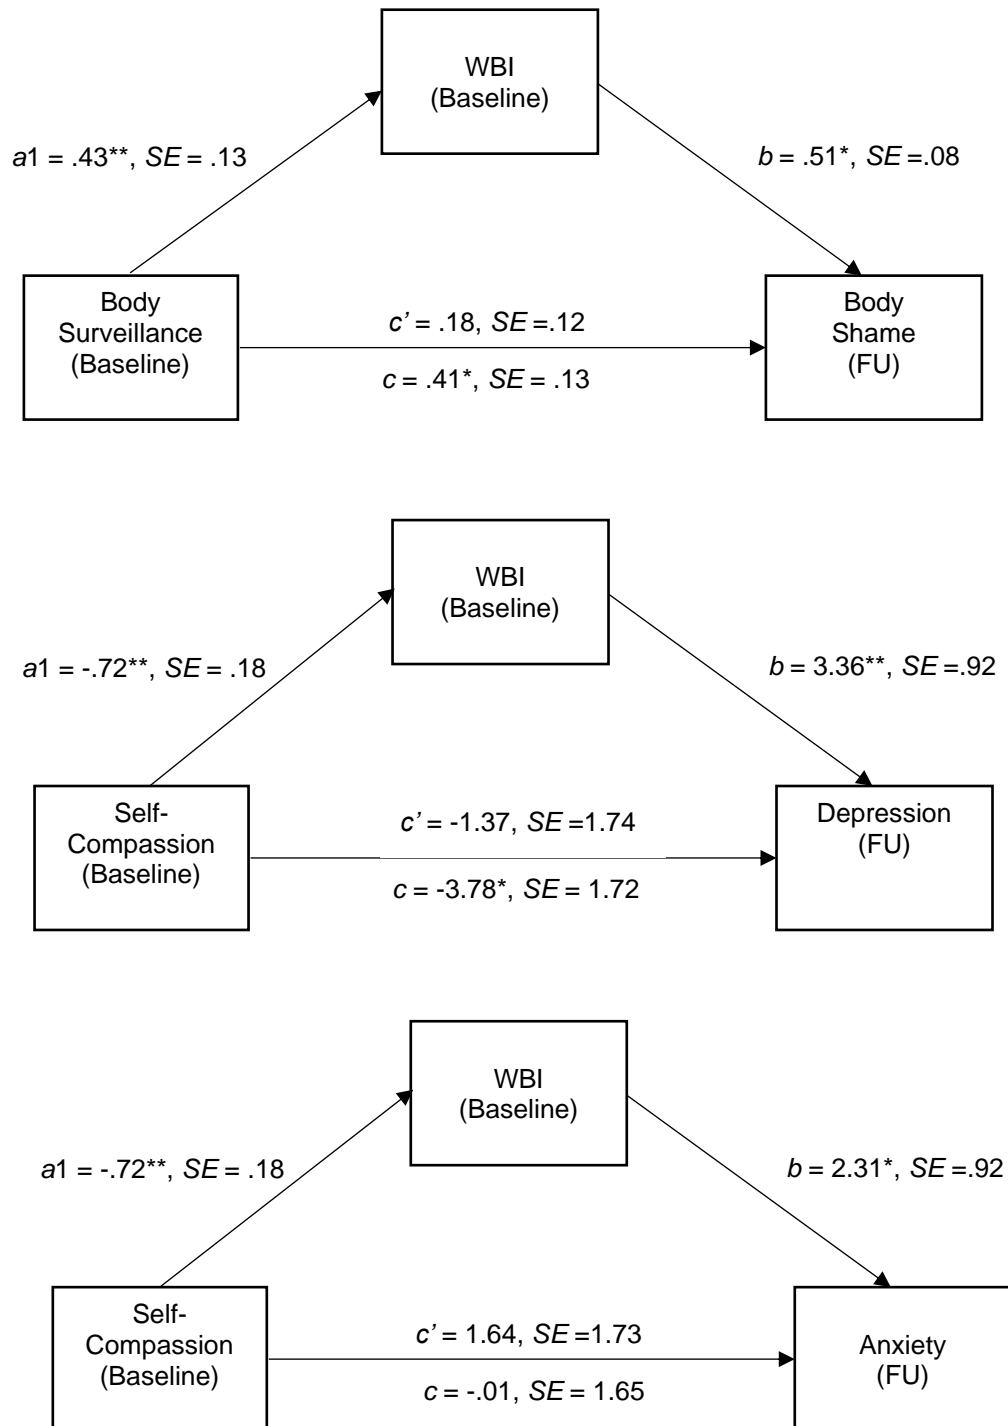 WBI
(Baseline)
a1 = .43**, SE = .13
b = .51*, SE =.08
Body
Surveillance
(Baseline)
c’ = .18, SE =.12
c = .41*, SE = .13
Body
Shame
(FU)
WBI
(Baseline)
a1 = -.72**, SE = .18
b = 3.36**, SE =.92
Self-
Compassion
(Baseline)
c’ = -1.37, SE =1.74
c = -3.78*, SE = 1.72
Depression
(FU)
WBI
(Baseline)
a1 = -.72**, SE = .18
b = 2.31*, SE =.92
Self-
Compassion
(Baseline)
c’ = 1.64, SE =1.73
c = -.01, SE = 1.65
Anxiety
(FU)